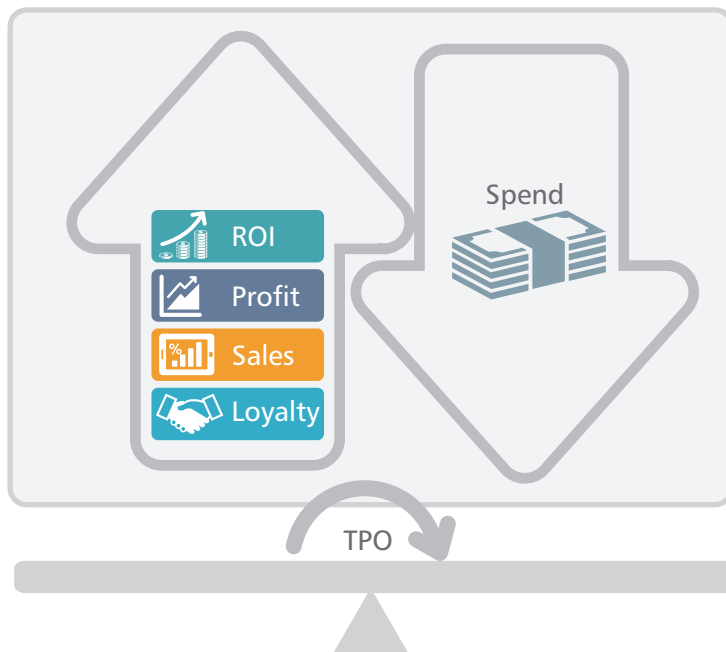 ROI
Profit
%
Sales
Loyalty
Spend
TPO